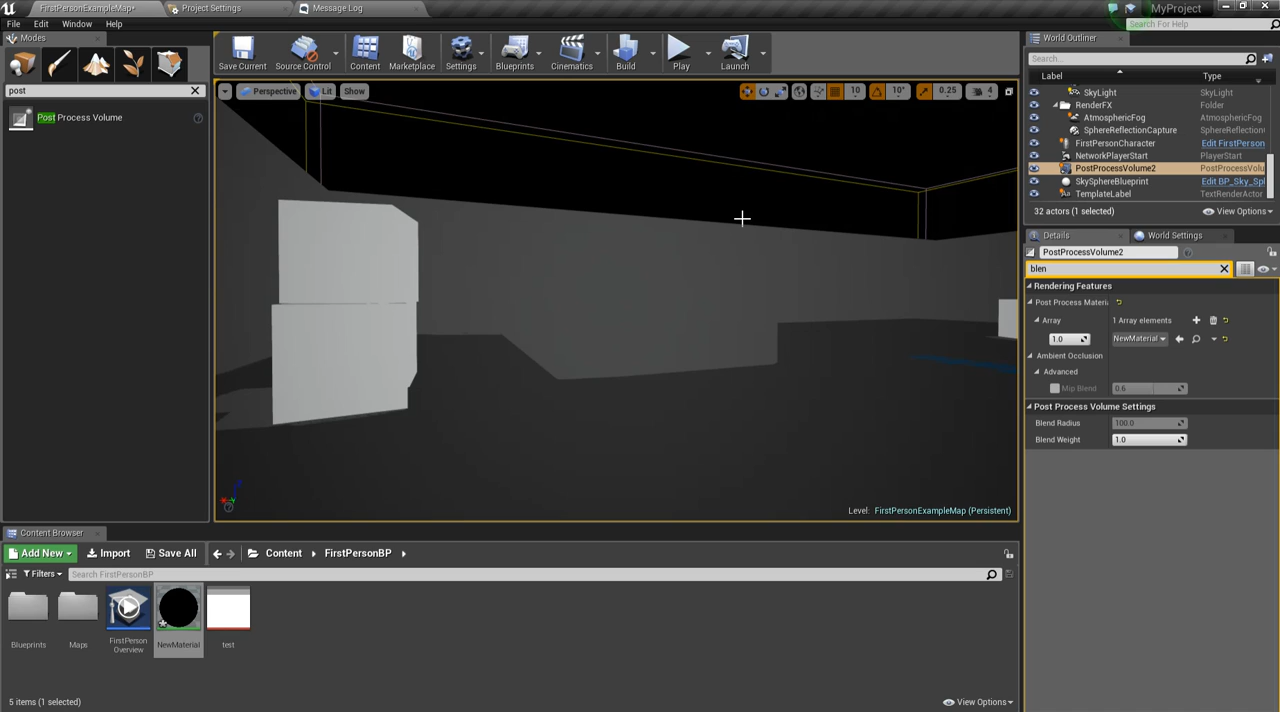 FirstPersonExampleMap*
Project Settings
Message Log
MyProject
File Edit Window Help
Search For Help
Modes
post
Post Process Volume
Save Current
Source Control
Content
Marketplace
Settings
Blueprints
Cinematics
Build
Play
Launch
Perspective
Lit
Show
10
10°
0.25
4
Level: FirstPersonExampleMap (Persistent)
World Outliner
Search...
Label Type
SkyLight SkyLight
RenderFX Folder
AtmosphericFog AtmosphericFog
SphereReflectionCapture SphereReflection
FirstPersonCharacter Edit FirstPerson
NetworkPlayerStart PlayerStart
PostProcessVolume2 PostProcessVolu
SkySphereBlueprint Edit BP_Sky_Sph
TemplateLabel TextRenderActor
32 actors (1 selected)
View Options
Details
World Settings
PostProcessVolume2
blen
Rendering Features
Post Process Materi
Array 1 Array elements
1.0 NewMaterial
Ambient Occlusion
Advanced
Mip Blend 0.6
Post Process Volume Settings
Blend Radius 100.0
Blend Weight 1.0
Content Browser
Add New
Import
Save All
Content
FirstPersonBP
Filters
Search FirstPersonBP
Blueprints
Maps
FirstPerson
Overview
NewMaterial
test
5 items (1 selected)
View Options